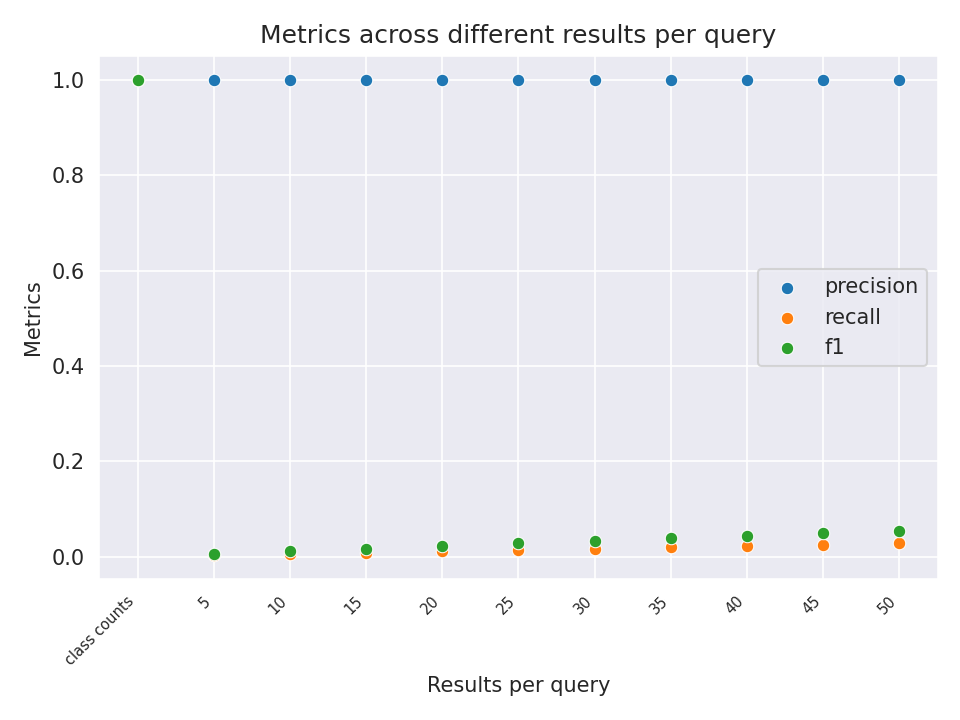 Metrics across different results per query
1.0
0.8
0.6
0.4
0.2
0.0
Metrics
precision
recall
f1
class counts
5
10
15
20
25
30
35
40
45
50
Results per query